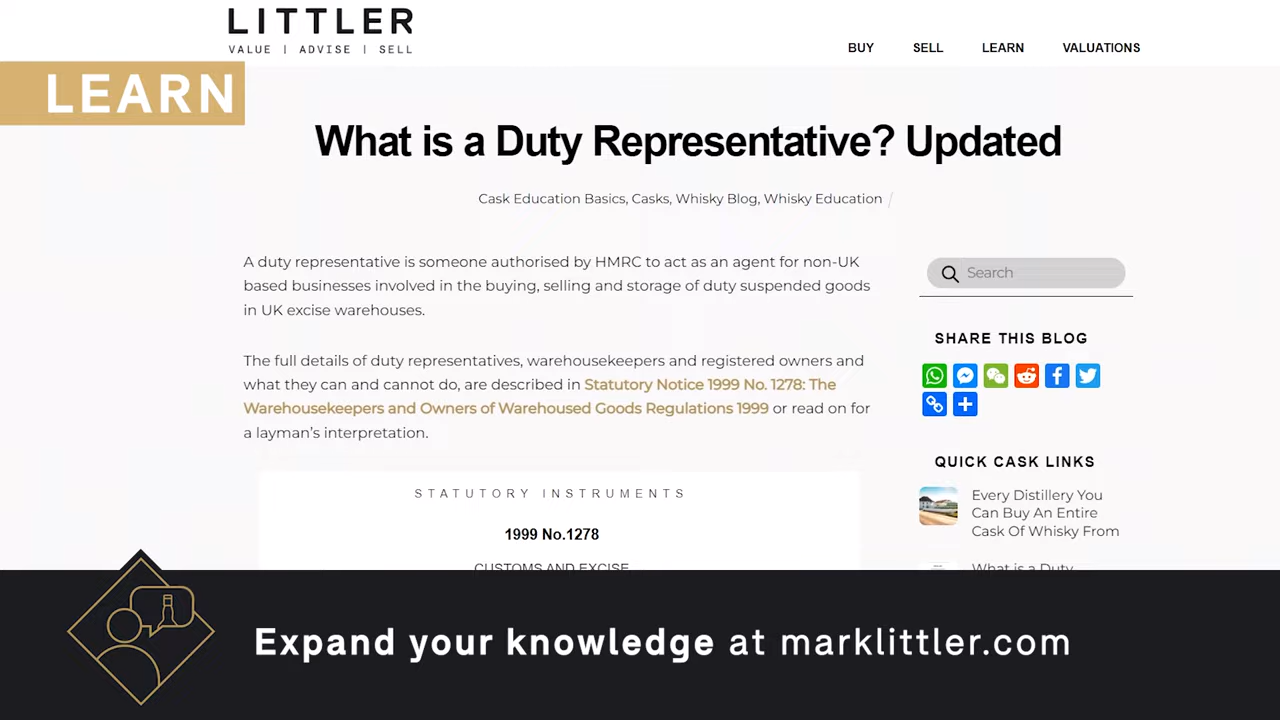 LITTLER
VALUE | ADVISE | SELL
BUY SELL LEARN VALUATIONS
LEARN
What is a Duty Representative? Updated
Cask Education Basics, Casks, Whisky Blog, Whisky Education /
A duty representative is someone authorised by HMRC to act as an agent for non-UK
based businesses involved in the buying, selling and storage of duty suspended goods
in UK excise warehouses.
The full details of duty representatives, warehousekeepers and registered owners and
what they can and cannot do, are described in Statutory Notice 1999 No. 1278: The
Warehousekeepers and Owners of Warehoused Goods Regulations 1999 or read on for
a layman's interpretation.
STATUTORY INSTRUMENTS
1999 No.1278
CUSTOMS AND EXCISE
Search
SHARE THIS BLOG
QUICK CASK LINKS
Every Distillery You
Can Buy An Entire
Cask Of Whisky From
What is a Duty
Expand your knowledge at marklittler.com